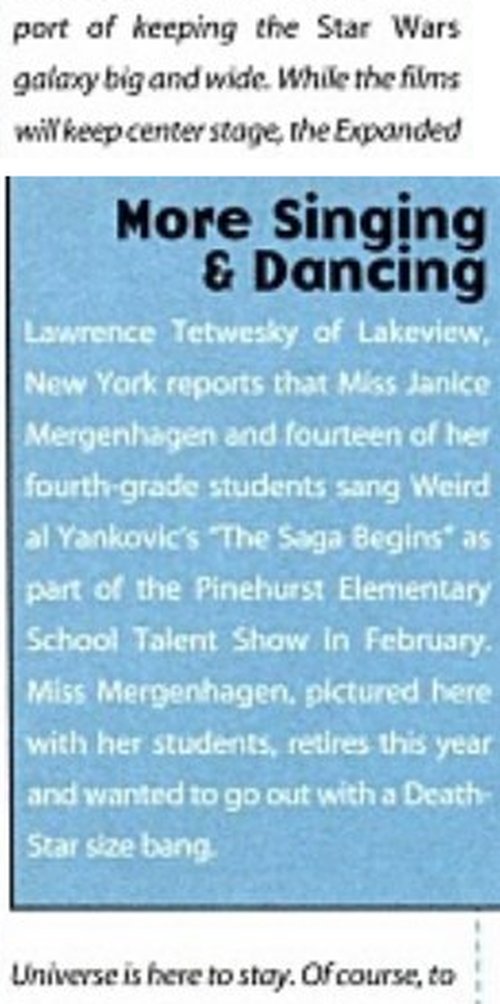 part of keeping the Star Wars
galaxy big and wide. While the films
will keep center stage, the Expanded
More Singing
& Dancing
Lawrence Tetwesky of Lakeview,
New York reports that Miss Janice
Mergenhagen and fourteen of her
fourth-grade students sang Weird
al Yankovic's "The Saga Begins" as
part of the Pinehurst Elementary
School Talent Show in February.
Miss Mergenhagen, pictured here
with her students, retires this year
and wanted to go out with a Death-
Star size bang.
Universe is here to stay. Of course, to